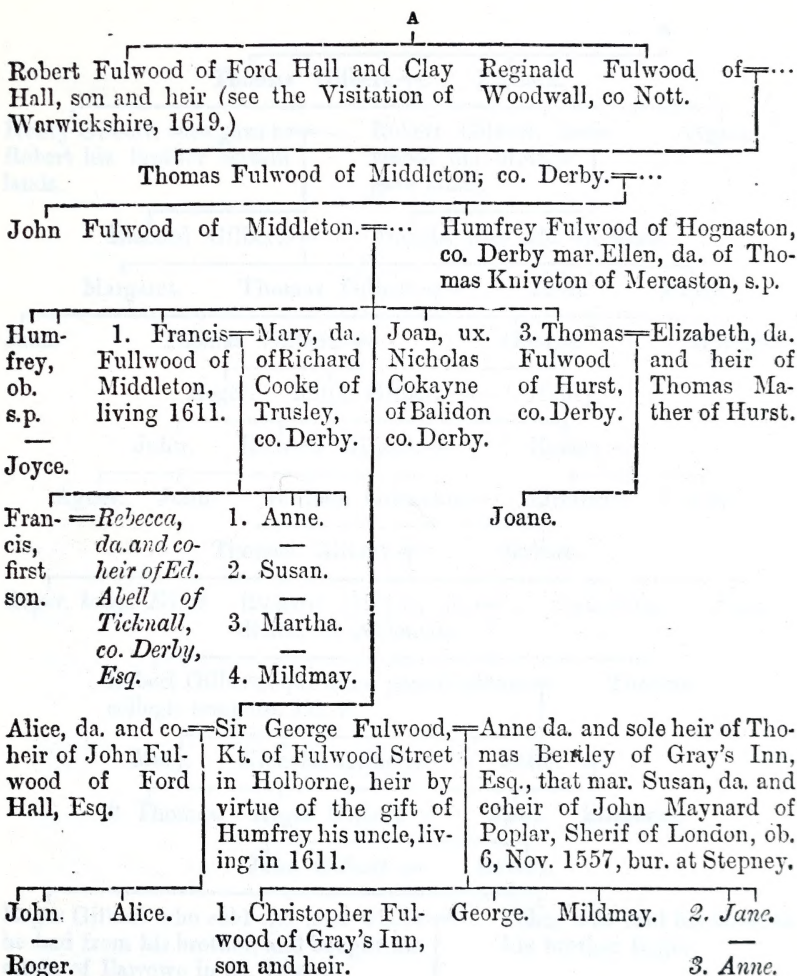 A
Robert Fulwood of Ford Hall and Clay
Hall, son and heir (see the Visitation of
Warwickshire, 1619.)
Reginald Fulwood of=...
Woodwall, co Nott.
Thomas Fulwood of Middleton, co. Derby.=...
John Fulwood of Middleton.=...
Humfrey Fulwood of Hognaston,
co. Derby mar. Ellen, da. of Tho-
mas Kniveton of Mercaston, s.p.
Hum-
frey,
ob.
s.p.
—
Joyce.
1. Francis=
Fullwood of
Middleton,
living 1611.
Mary, da.
of Richard
Cooke of
Trusley,
co. Derby.
Joan, ux.
Nicholas
Cokayne
of Balidon
co. Derby.
3. Thomas=
Fulwood
of Hurst,
co. Derby.
Elizabeth, da.
and heir of
Thomas Ma-
ther of Hurst.
Fran-=
cis,
first
son.
Rebecca,
da. and co-
heir of Ed.
Abell of
Ticknall,
co. Derby,
Esq.
1. Anne.
—
2. Susan.
—
3. Martha.
—
4. Mildmay.
Joane.
Alice, da. and co-=
heir of John Ful-
wood of Ford
Hall, Esq.
Sir George Fulwood,=
Kt. of Fulwood Street
in Holborne, heir by
virtue of the gift of
Humfrey his uncle, liv-
ing in 1611.
Anne da. and sole heir of Tho-
mas Bentley of Gray's Inn,
Esq., that mar. Susan, da. and
coheir of John Maynard of
Poplar, Sherif of London, ob.
6, Nov. 1557, bur. at Stepney.
John.
Roger.
Alice.
1. Christopher Ful-
wood of Gray's Inn,
son and heir.
George.
Mildmay.
2. Jane.
—
3. Anne.